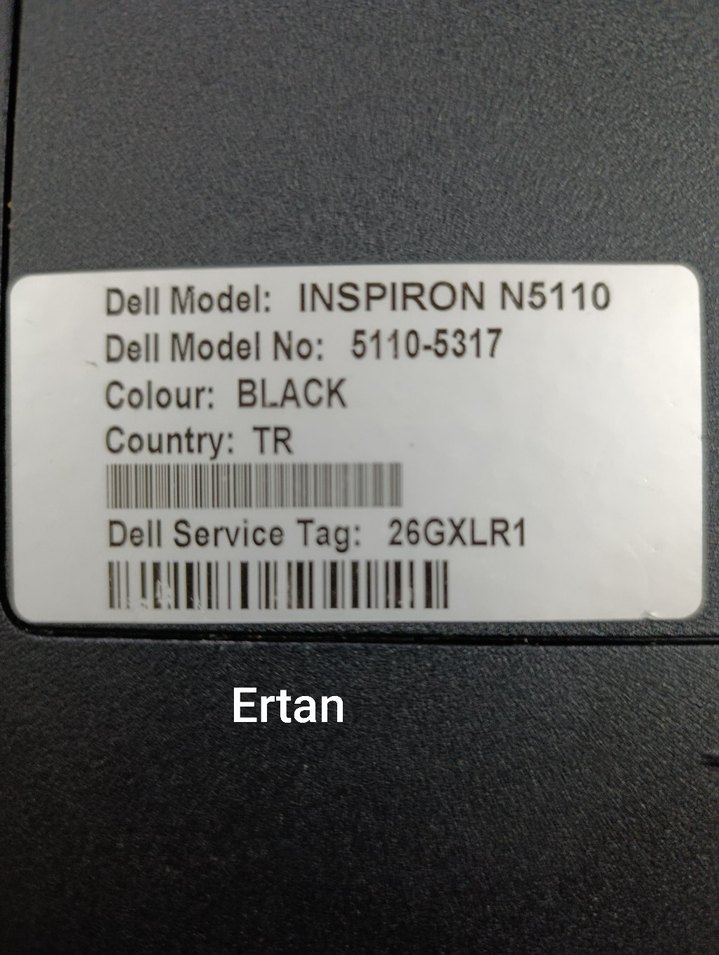 Dell Model: INSPIRON N5110
Dell Model No: 5110-5317
Colour: BLACK
Country: TR
Dell Service Tag: 26GXLR1
Ertan